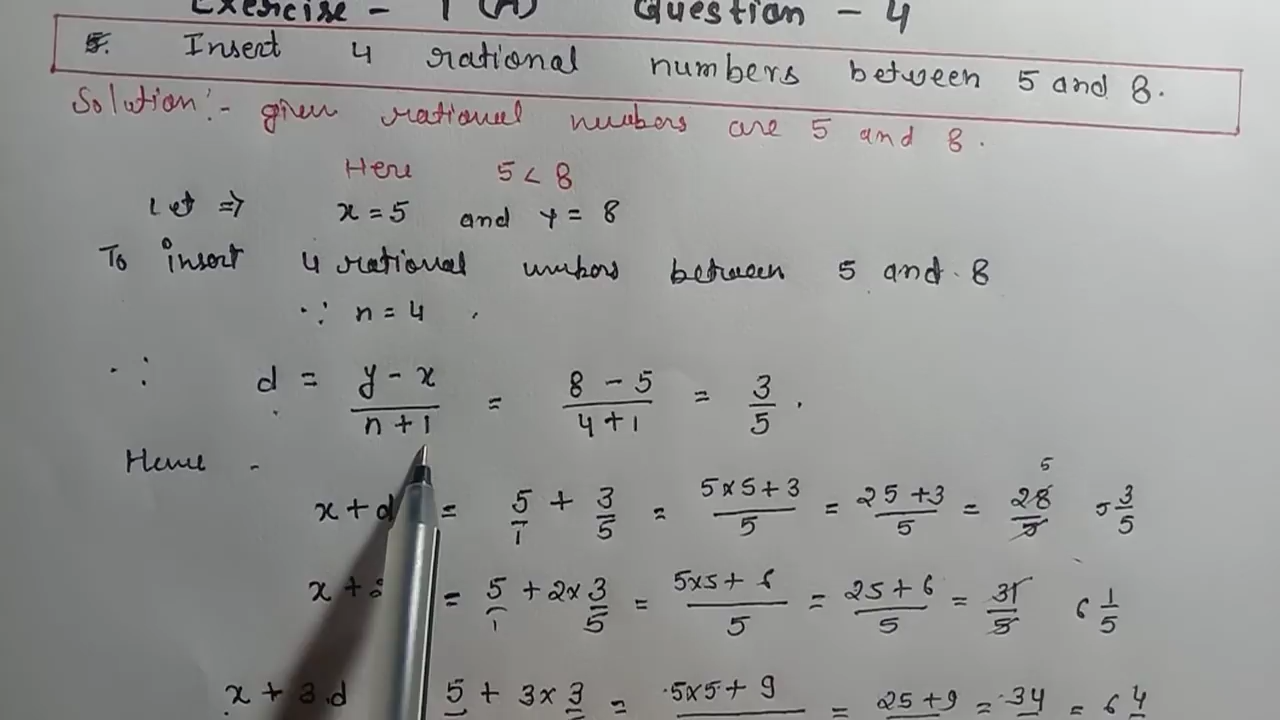 Exercise - 1 (A) Question - 4
5. Insert 4 rational numbers between 5 and 8.
Solution:- given rational numbers are 5 and 8.
Here 5 < 8
Let ⇒ x = 5 and y = 8
To insert 4 rational numbers between 5 and 8
∵ n = 4
∵ d = (y - x)/(n + 1) = (8 - 5)/(4 + 1) = 3/5.
Hence -
x + d = 5/1 + 3/5 = (5×5+3)/5 = (25+3)/5 = 28/5 5 3/5
x + = 5/1 + 2×3/5 = (5×5+6)/5 = (25+6)/5 = 31/5 6 1/5
x + 3.d 5 + 3×3 = 5×5+9 = 25+9 = 34 = 6 4